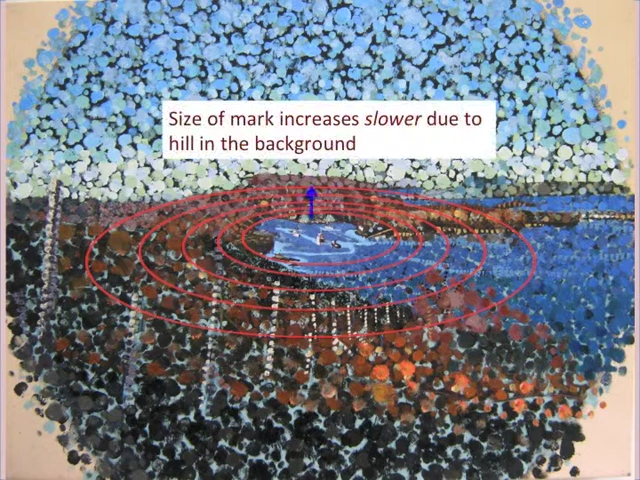 Size of mark increases slower due to
hill in the background